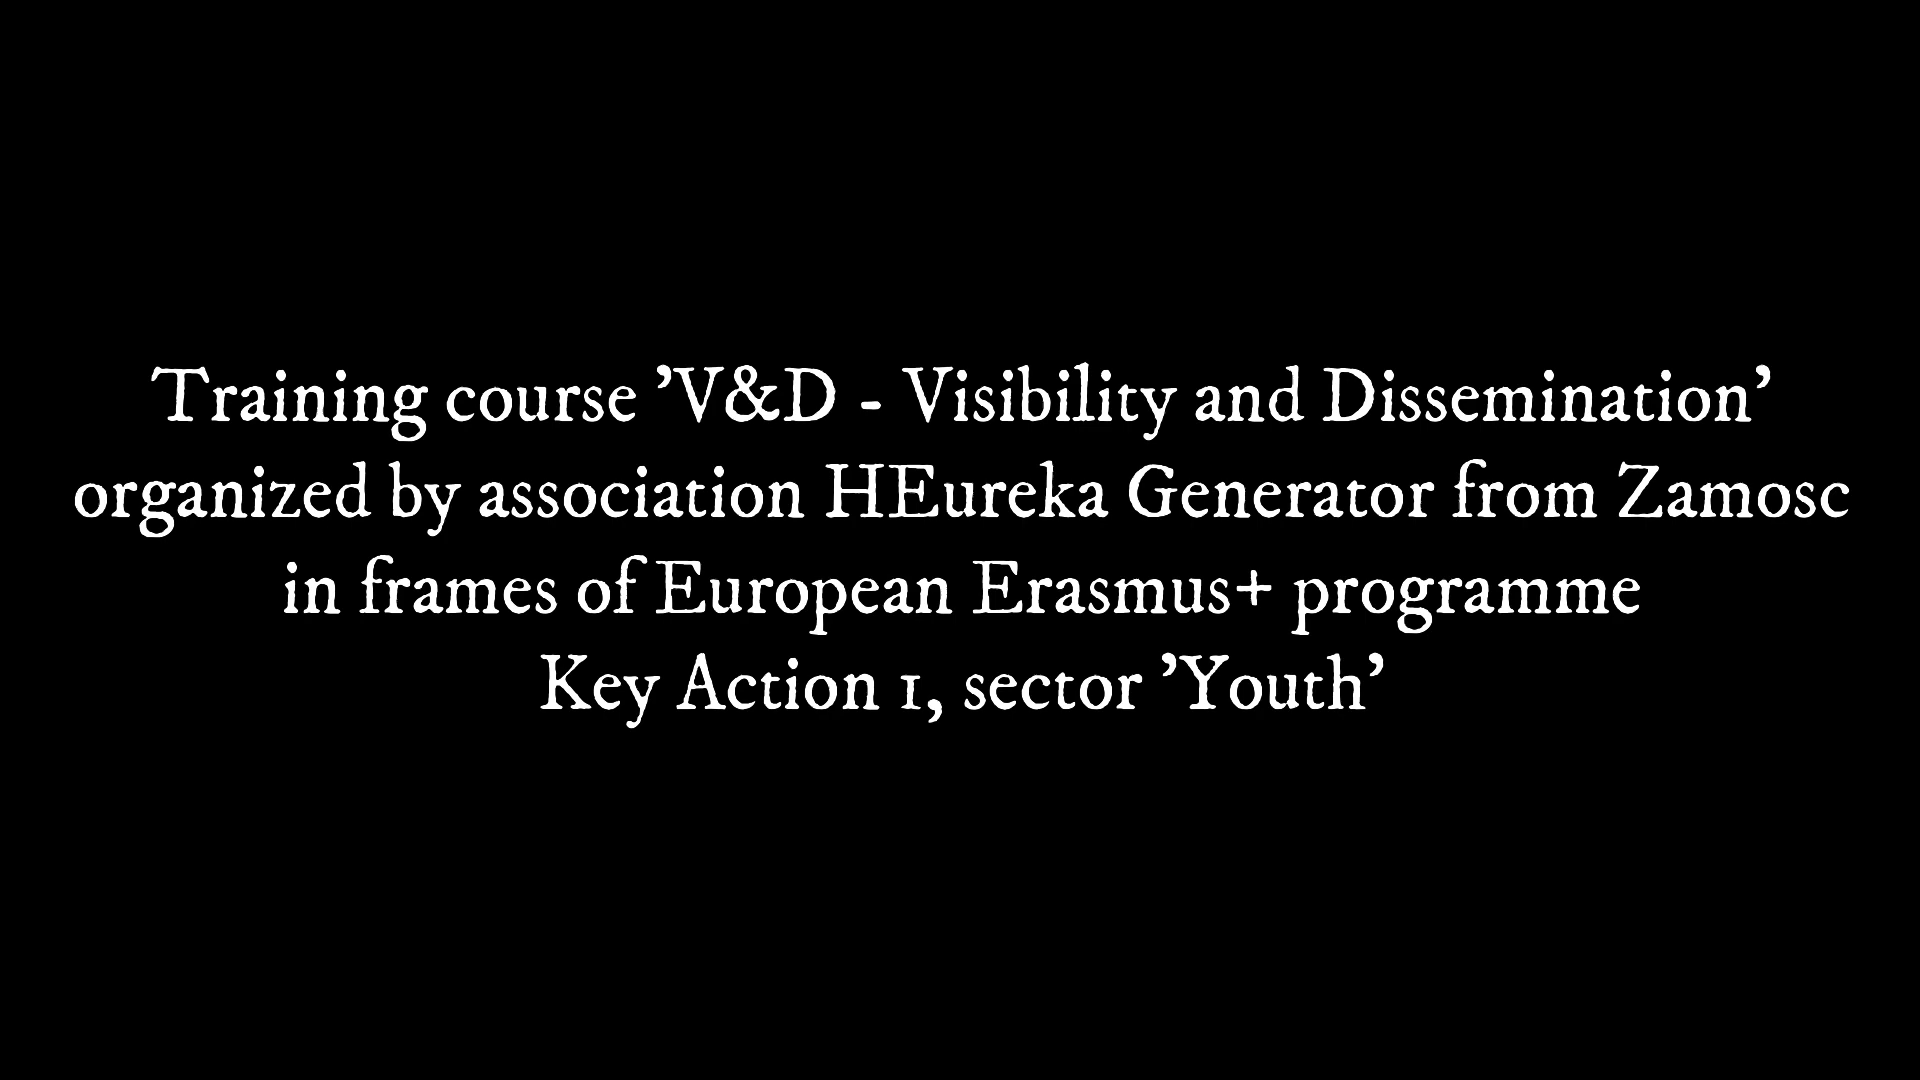 Training course ’V&D - Visibility and Dissemination’
organized by association HEureka Generator from Zamosc
in frames of European Erasmus+ programme
Key Action 1, sector ’Youth’